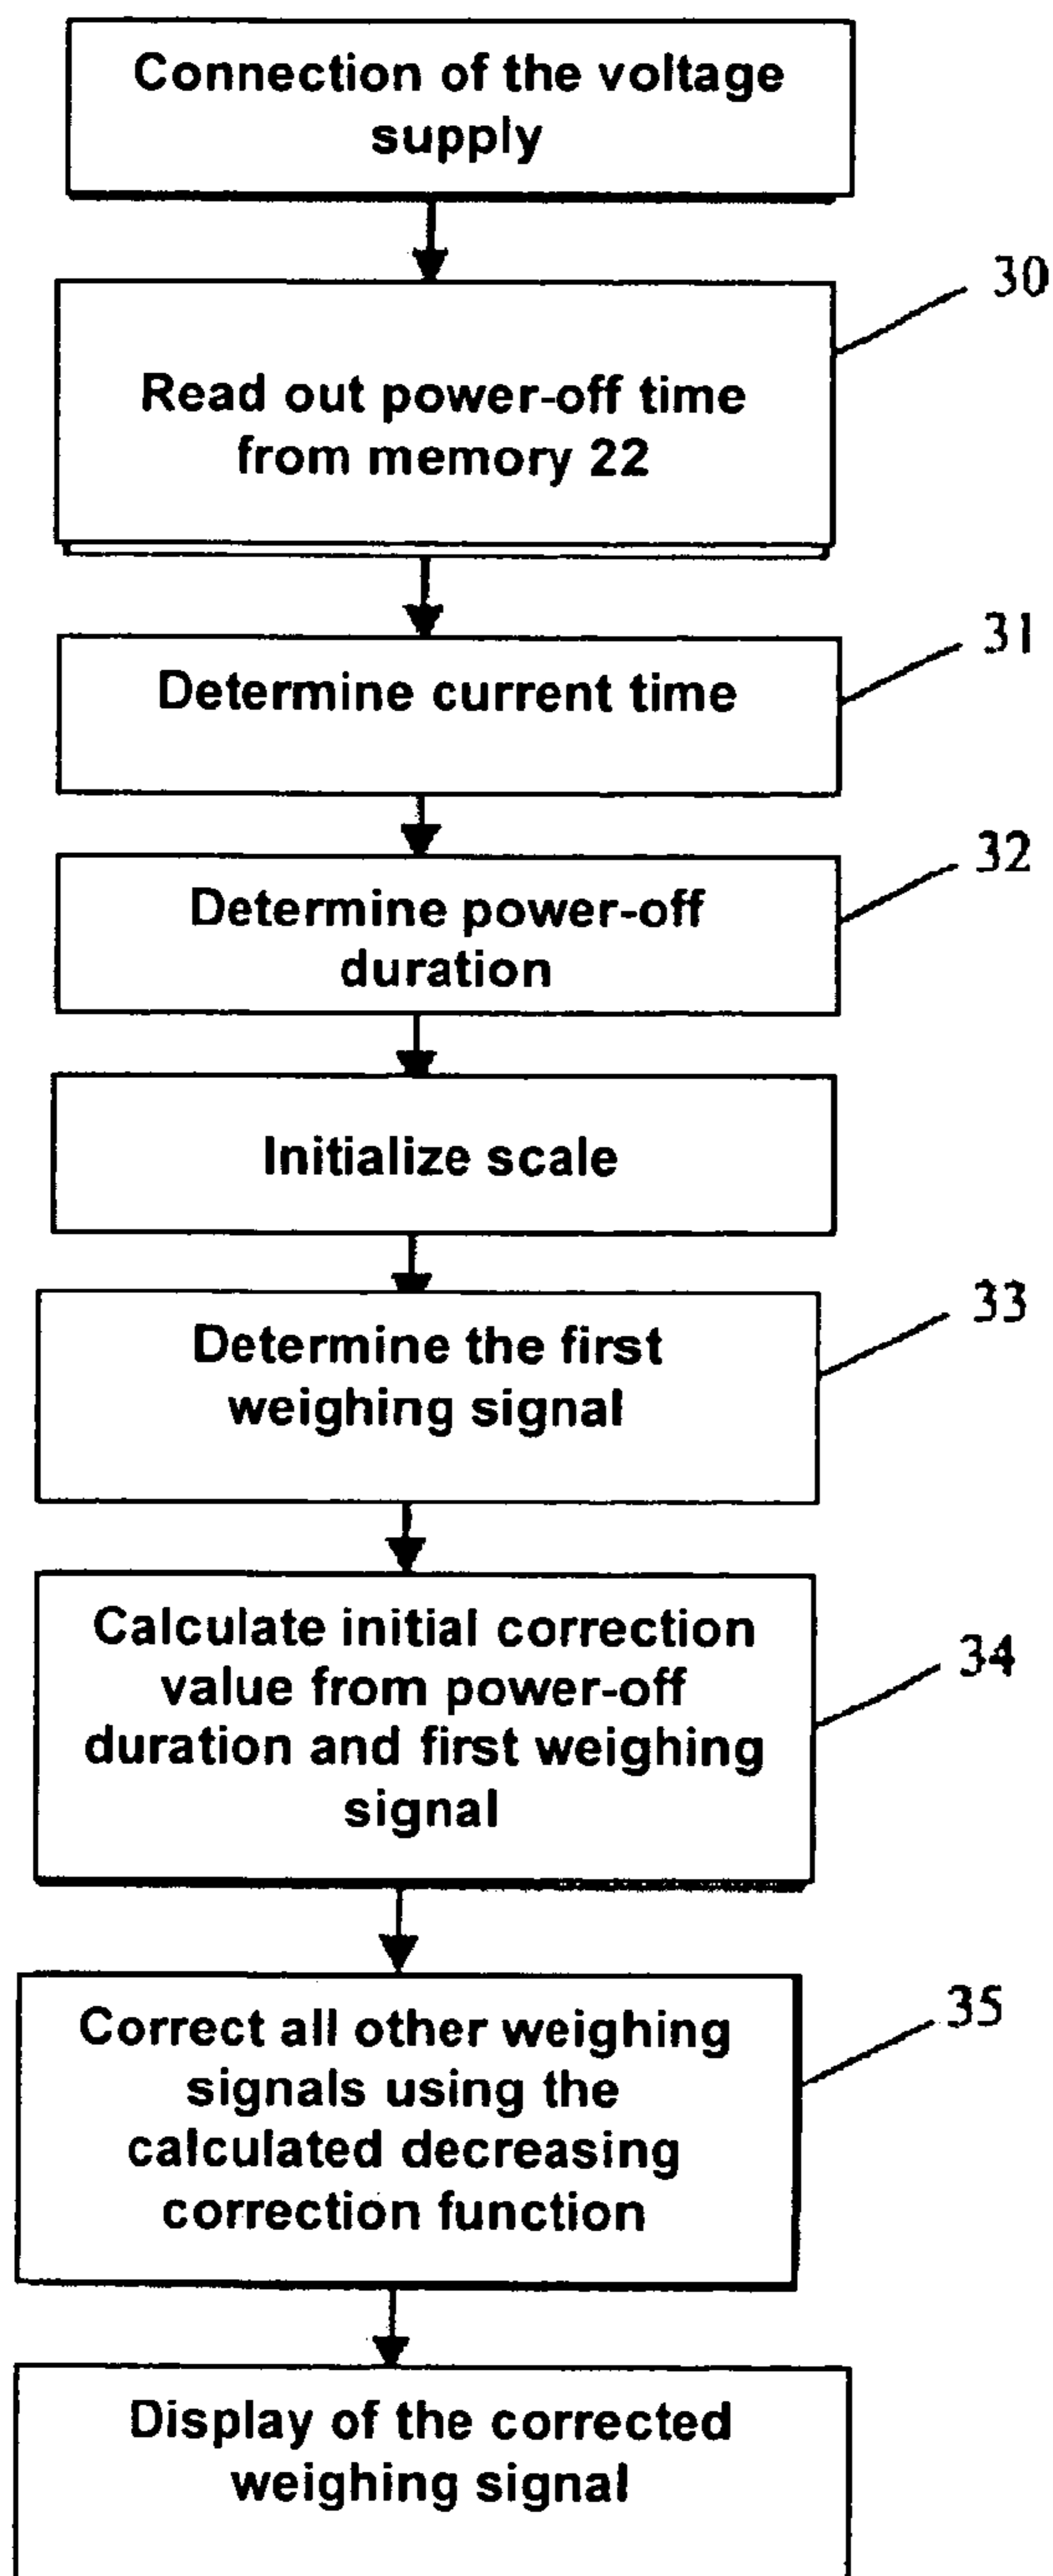 Connection of the voltage
supply
30
Read out power-off time
from memory 22
31
Determine current time
32
Determine power-off
duration
Initialize scale
33
Determine the first
weighing signal
Calculate initial correction
34
value from power-off
duration and first weighing
signal
35
Correct all other weighing
signals using the
calculated decreasing
correction function
Display of the corrected
weighing signal